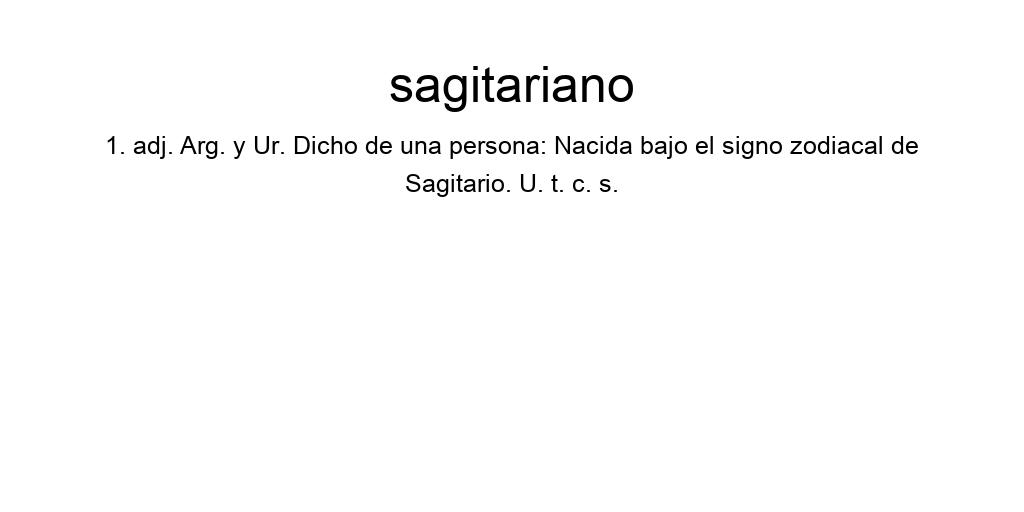 sagitariano
1. adj. Arg. y Ur. Dicho de una persona: Nacida bajo el signo zodiacal de
Sagitario. U. t. c. s.